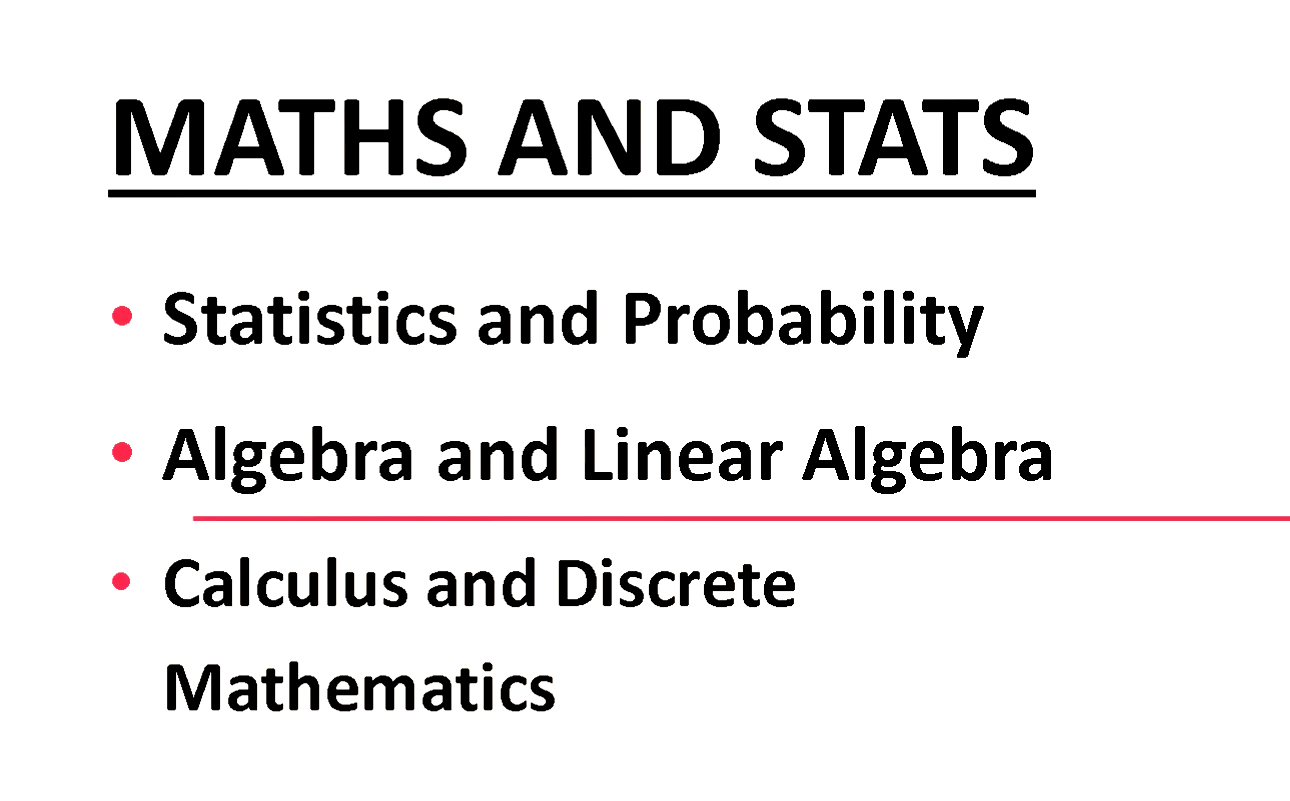 MATHS AND STATS
• Statistics and Probability
• Algebra and Linear Algebra
• Calculus and Discrete
Mathematics